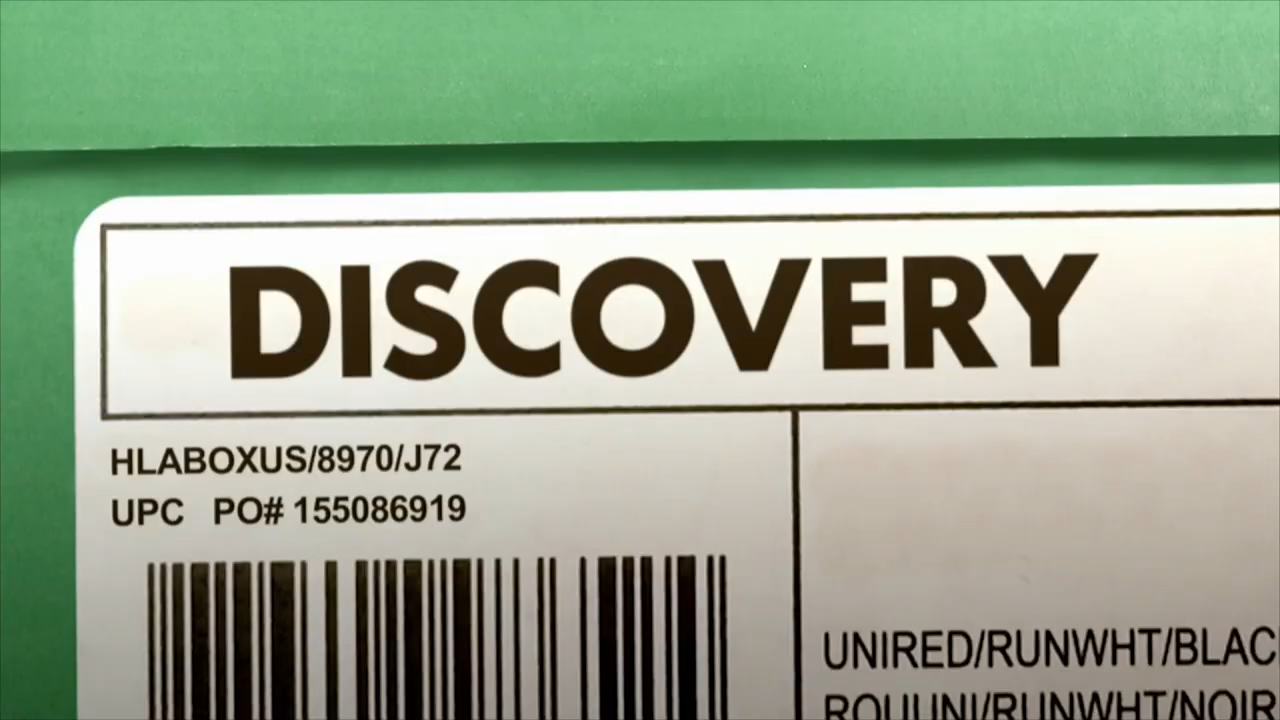 DISCOVERY
HLABOXUS/8970/J72
UPC PO# 155086919
UNIRED/RUNWHT/BLAC
ROUUNI/RUNWHT/NOIR